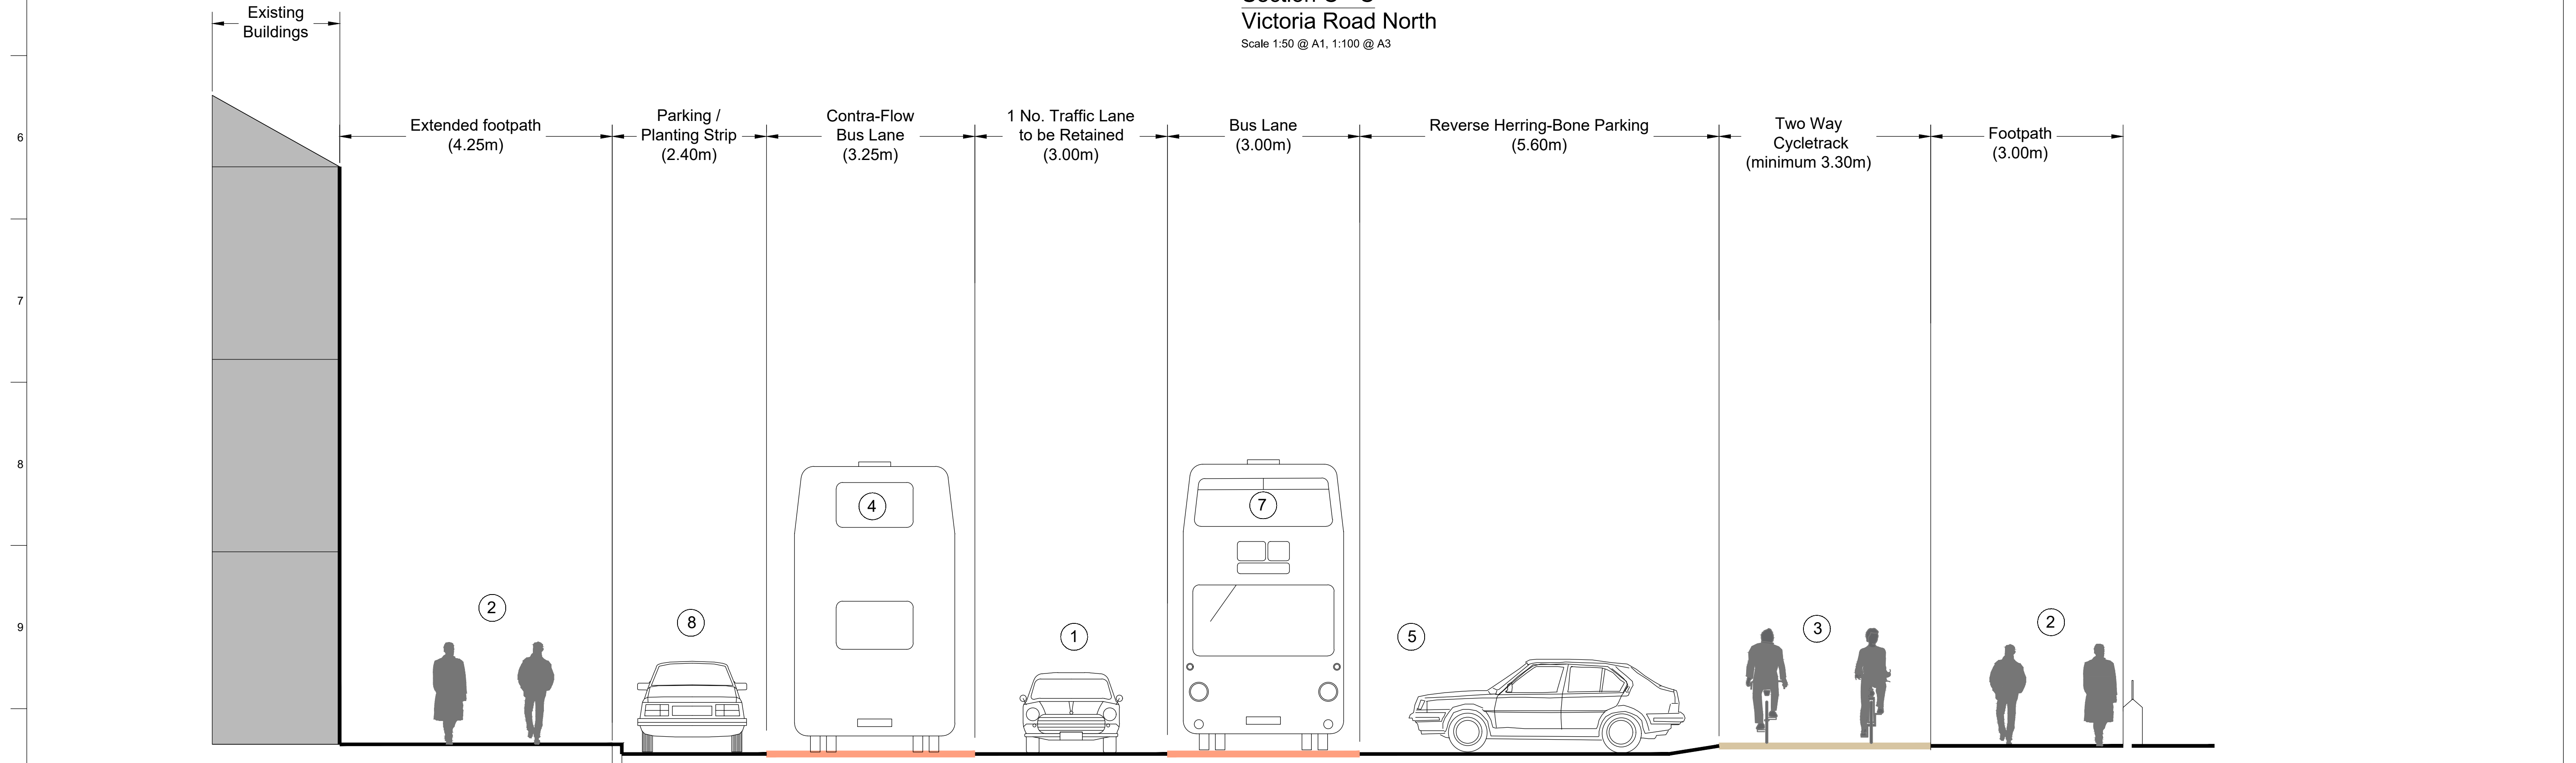 Victoria Road North
Scale 1:50 @ A1, 1:100 @ A3
Existing
Buildings
Extended footpath
(4.25m)
Parking /
Planting Strip
(2.40m)
Contra-Flow
Bus Lane
(3.25m)
1 No. Traffic Lane
to be Retained
(3.00m)
Bus Lane
(3.00m)
Reverse Herring-Bone Parking
(5.60m)
Two Way
Cycletrack
(minimum 3.30m)
Footpath
(3.00m)
6
7
8
9
2
8
4
1
7
5
3
2